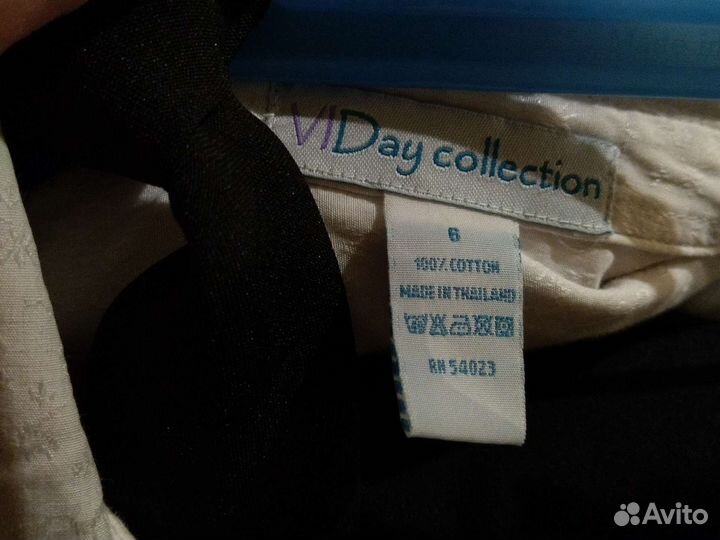 VIDay collection
6
100% COTTON
MADE IN THAILAND
RN 54023
Avito